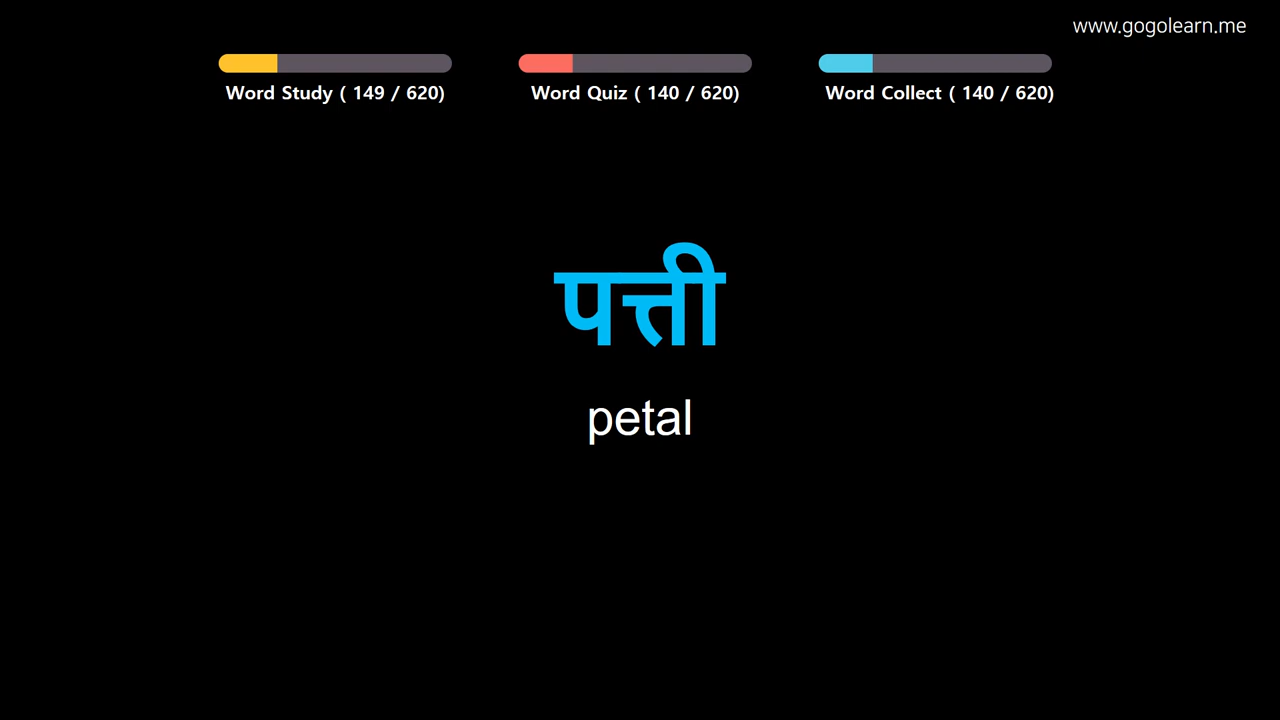 www.gogolearn.me
Word Study ( 149 / 620)
Word Quiz ( 140 / 620)
Word Collect ( 140 / 620)
पत्ती
petal